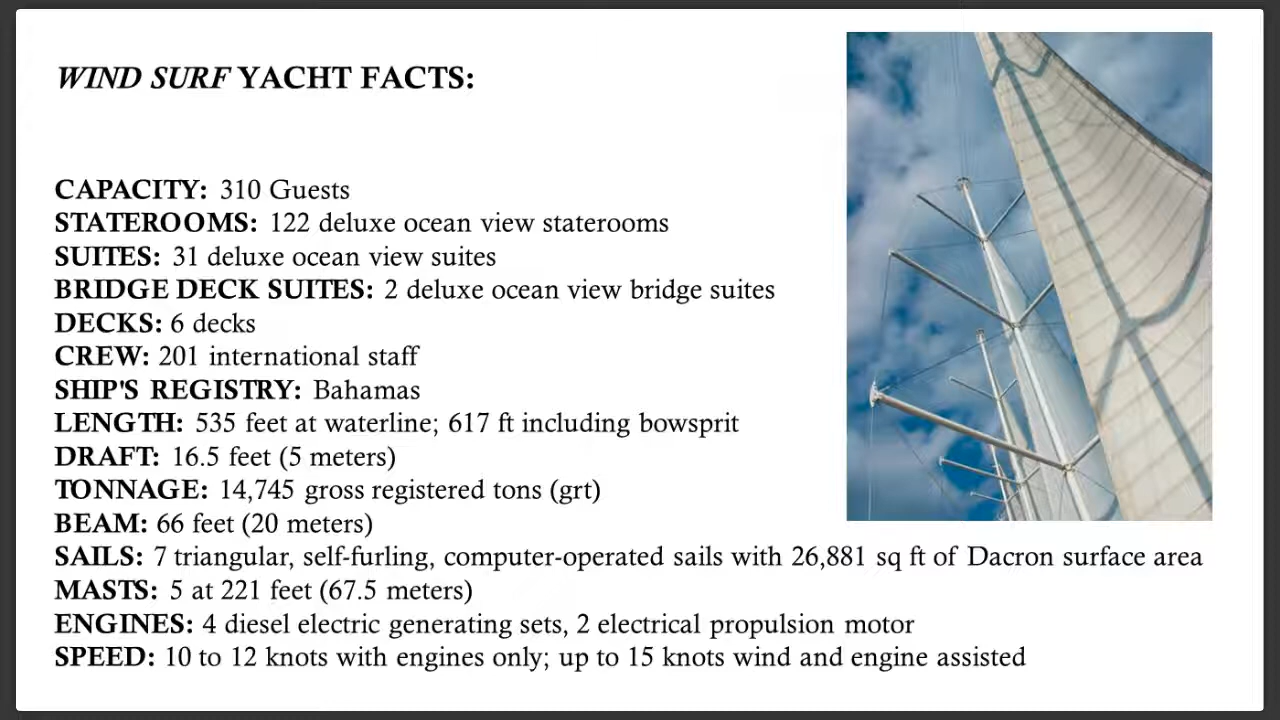 WIND SURF YACHT FACTS:
CAPACITY: 310 Guests
STATEROOMS: 122 deluxe ocean view staterooms
SUITES: 31 deluxe ocean view suites
BRIDGE DECK SUITES: 2 deluxe ocean view bridge suites
DECKS: 6 decks
CREW: 201 international staff
SHIP'S REGISTRY: Bahamas
LENGTH: 535 feet at waterline; 617 ft including bowsprit
DRAFT: 16.5 feet (5 meters)
TONNAGE: 14,745 gross registered tons (grt)
BEAM: 66 feet (20 meters)
SAILS: 7 triangular, self-furling, computer-operated sails with 26,881 sq ft of Dacron surface area
MASTS: 5 at 221 feet (67.5 meters)
ENGINES: 4 diesel electric generating sets, 2 electrical propulsion motor
SPEED: 10 to 12 knots with engines only; up to 15 knots wind and engine assisted